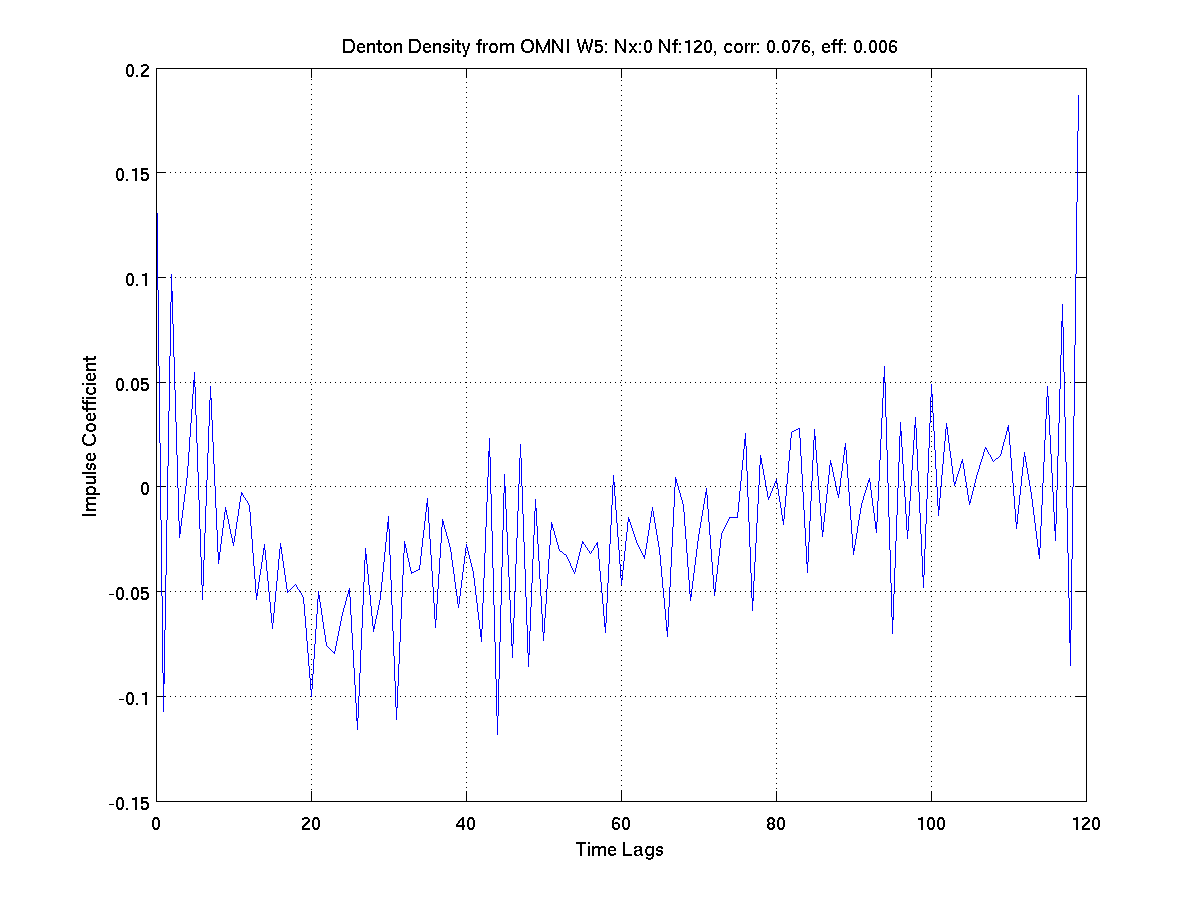 Denton Density from OMNI W5: Nx:0 Nf:120, corr: 0.076, eff: 0.006
0.2
0.15
0.1
0.05
0
-0.05
-0.1
-0.15
Impulse Coefficient
0 20 40 60 80 100 120
Time Lags